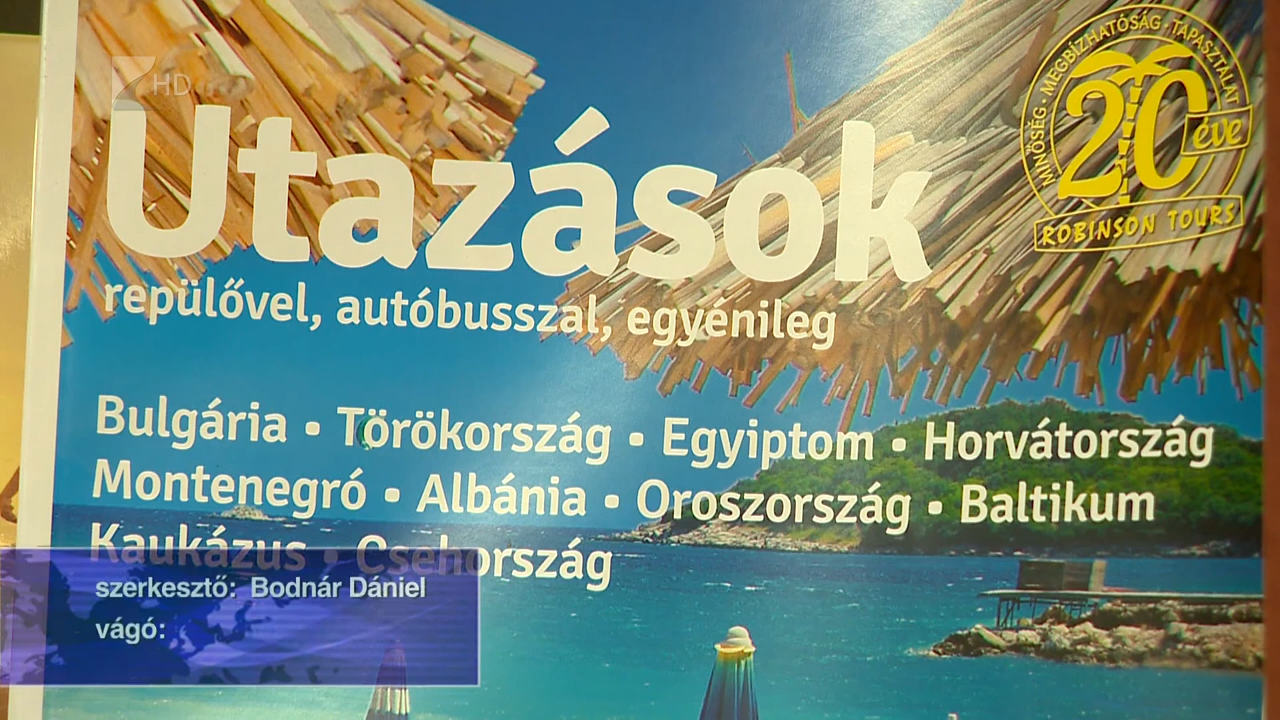 7 HD
MINŐSÉG · MEGBÍZHATÓSÁG · TAPASZTALAT
20 éve
ROBINSON TOURS
Utazások
repülővel, autóbusszal, egyénileg
Bulgária • Törökország • Egyiptom • Horvátország
Montenegró • Albánia • Oroszország • Baltikum
Kaukázus • Csehország
szerkesztő: Bodnár Dániel
vágó: